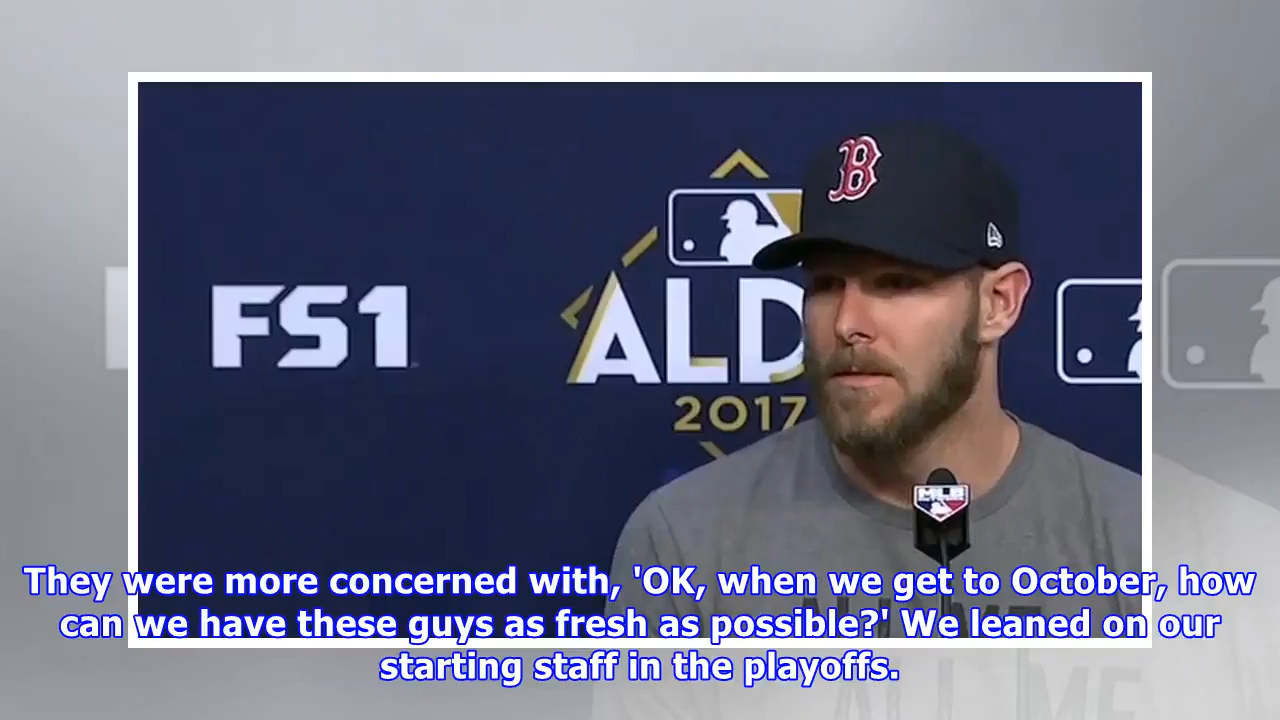 B
FS1
ALD
2017
MLB
They were more concerned with, 'OK, when we get to October, how
can we have these guys as fresh as possible?' We leaned on our
starting staff in the playoffs.